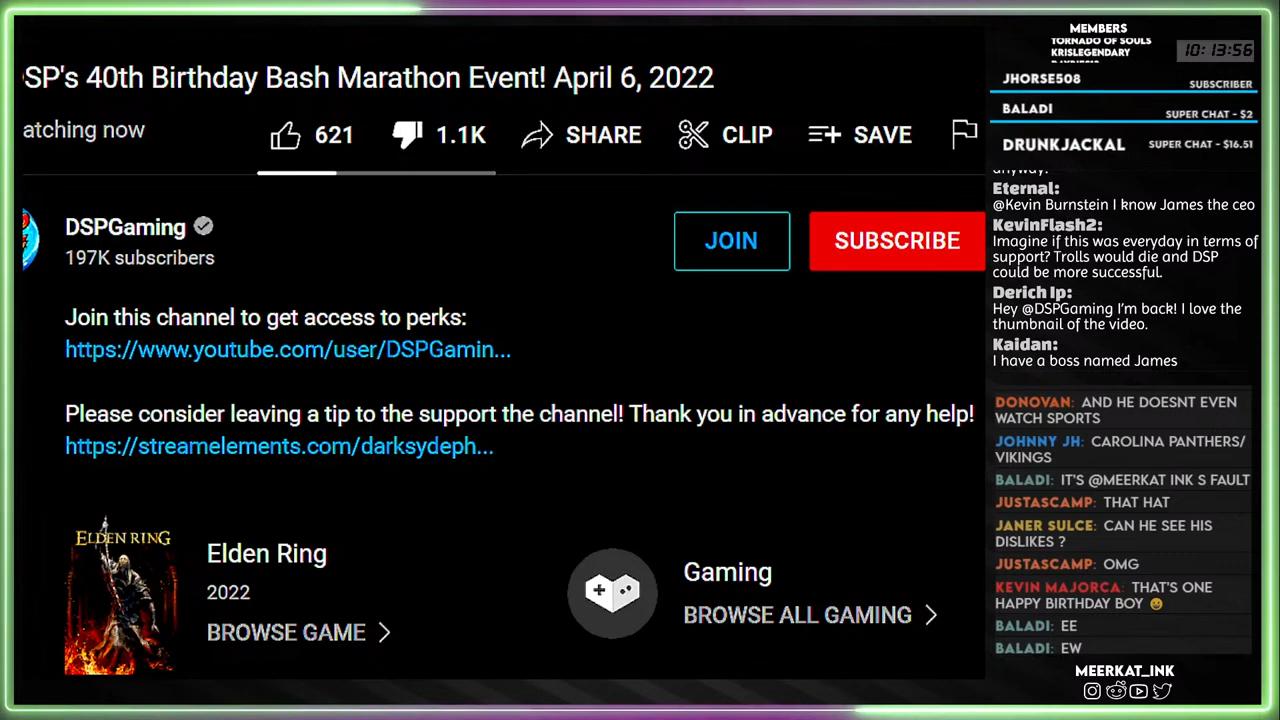 SP's 40th Birthday Bash Marathon Event! April 6, 2022
atching now
621
1.1K
SHARE
CLIP
SAVE
DSPGaming
197K subscribers
JOIN
SUBSCRIBE
Join this channel to get access to perks:
https://www.youtube.com/user/DSPGamin...
Please consider leaving a tip to the support the channel! Thank you in advance for any help!
https://streamelements.com/darksydeph...
ELDEN RING
Elden Ring
2022
BROWSE GAME
Gaming
BROWSE ALL GAMING
MEMBERS
TORNADO OF SOULS
KRISLEGENDARY
10:13:56
JHORSE508 SUBSCRIBER
BALADI SUPER CHAT - $2
DRUNKJACKAL SUPER CHAT - $16.51
anyway?
Eternal:
@Kevin Burnstein I know James the ceo
KevinFlash2:
Imagine if this was everyday in terms of
support? Trolls would die and DSP
could be more successful.
Derich Ip:
Hey @DSPGaming I'm back! I love the
thumbnail of the video.
Kaidan:
I have a boss named James
DONOVAN: AND HE DOESNT EVEN
WATCH SPORTS
JOHNNY JH: CAROLINA PANTHERS/
VIKINGS
BALADI: IT'S @MEERKAT INK S FAULT
JUSTASCAMP: THAT HAT
JANER SULCE: CAN HE SEE HIS
DISLIKES ?
JUSTASCAMP: OMG
KEVIN MAJORCA: THAT'S ONE
HAPPY BIRTHDAY BOY 😀
BALADI: EE
BALADI: EW
MEERKAT_INK